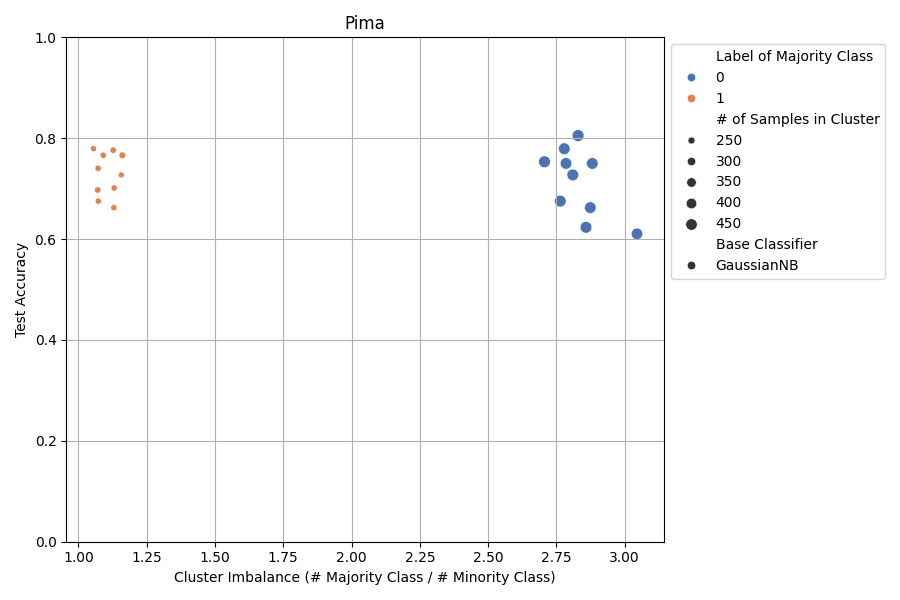 Pima
1.0
0.8
0.6
0.4
0.2
0.0
Test Accuracy
1.00 1.25 1.50 1.75 2.00 2.25 2.50 2.75 3.00
Cluster Imbalance (# Majority Class / # Minority Class)
Label of Majority Class
0
1
# of Samples in Cluster
250
300
350
400
450
Base Classifier
GaussianNB